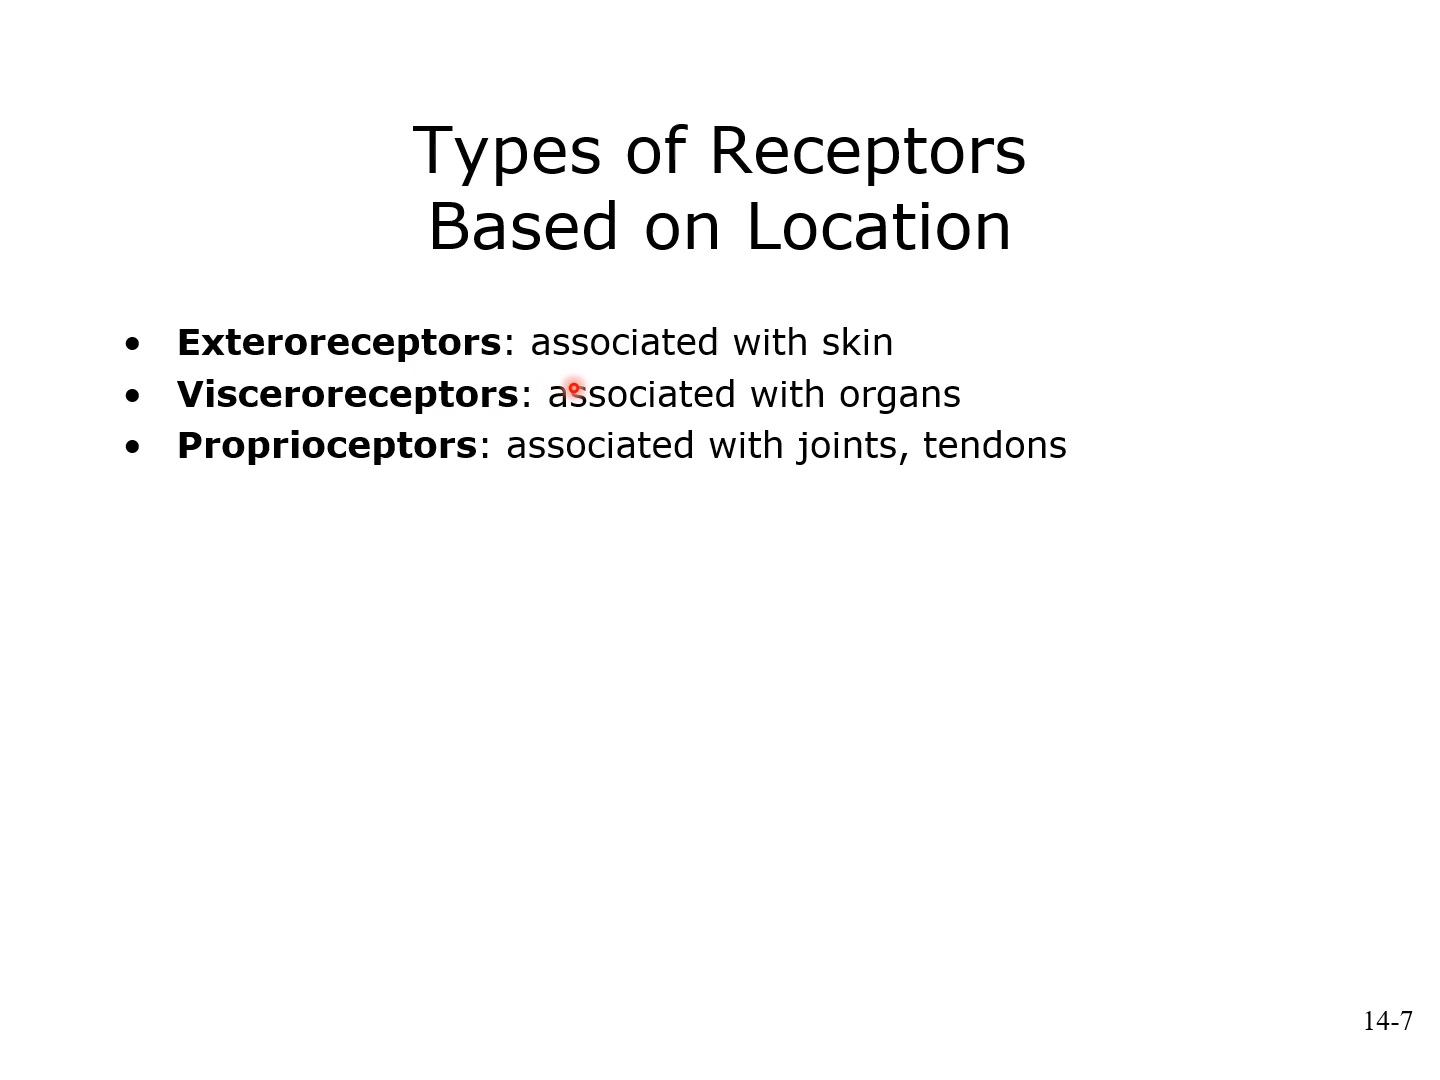 Types of Receptors
Based on Location
• Exteroreceptors: associated with skin
• Visceroreceptors: associated with organs
• Proprioceptors: associated with joints, tendons
14-7